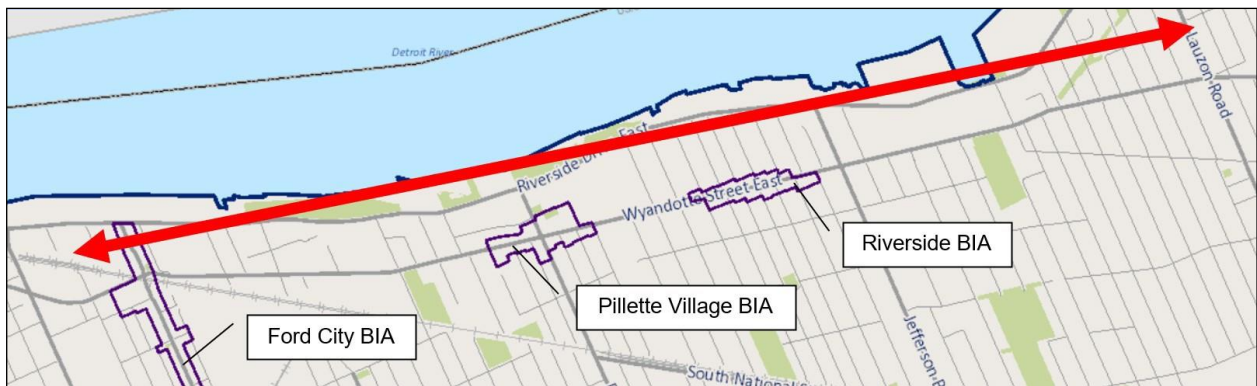 Detroit River
Lauzon-Road
Riverside-Drive-East
Wyandotte Street-East
Riverside BIA
Pillette Village BIA
Ford City BIA
Jefferson
South National